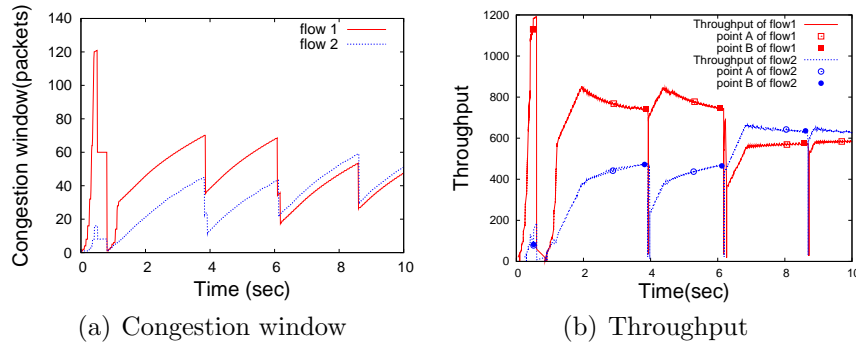 Congestion window(packets)
140
120
100
80
60
40
20
0
flow 1
flow 2
0 2 4 6 8 10
Time (sec)
(a) Congestion window
Throughput
1200
1000
800
600
400
200
0
Throughput of flow1
point A of flow1
point B of flow1
Throughput of flow2
point A of flow2
point B of flow2
0 2 4 6 8 10
Time(sec)
(b) Throughput